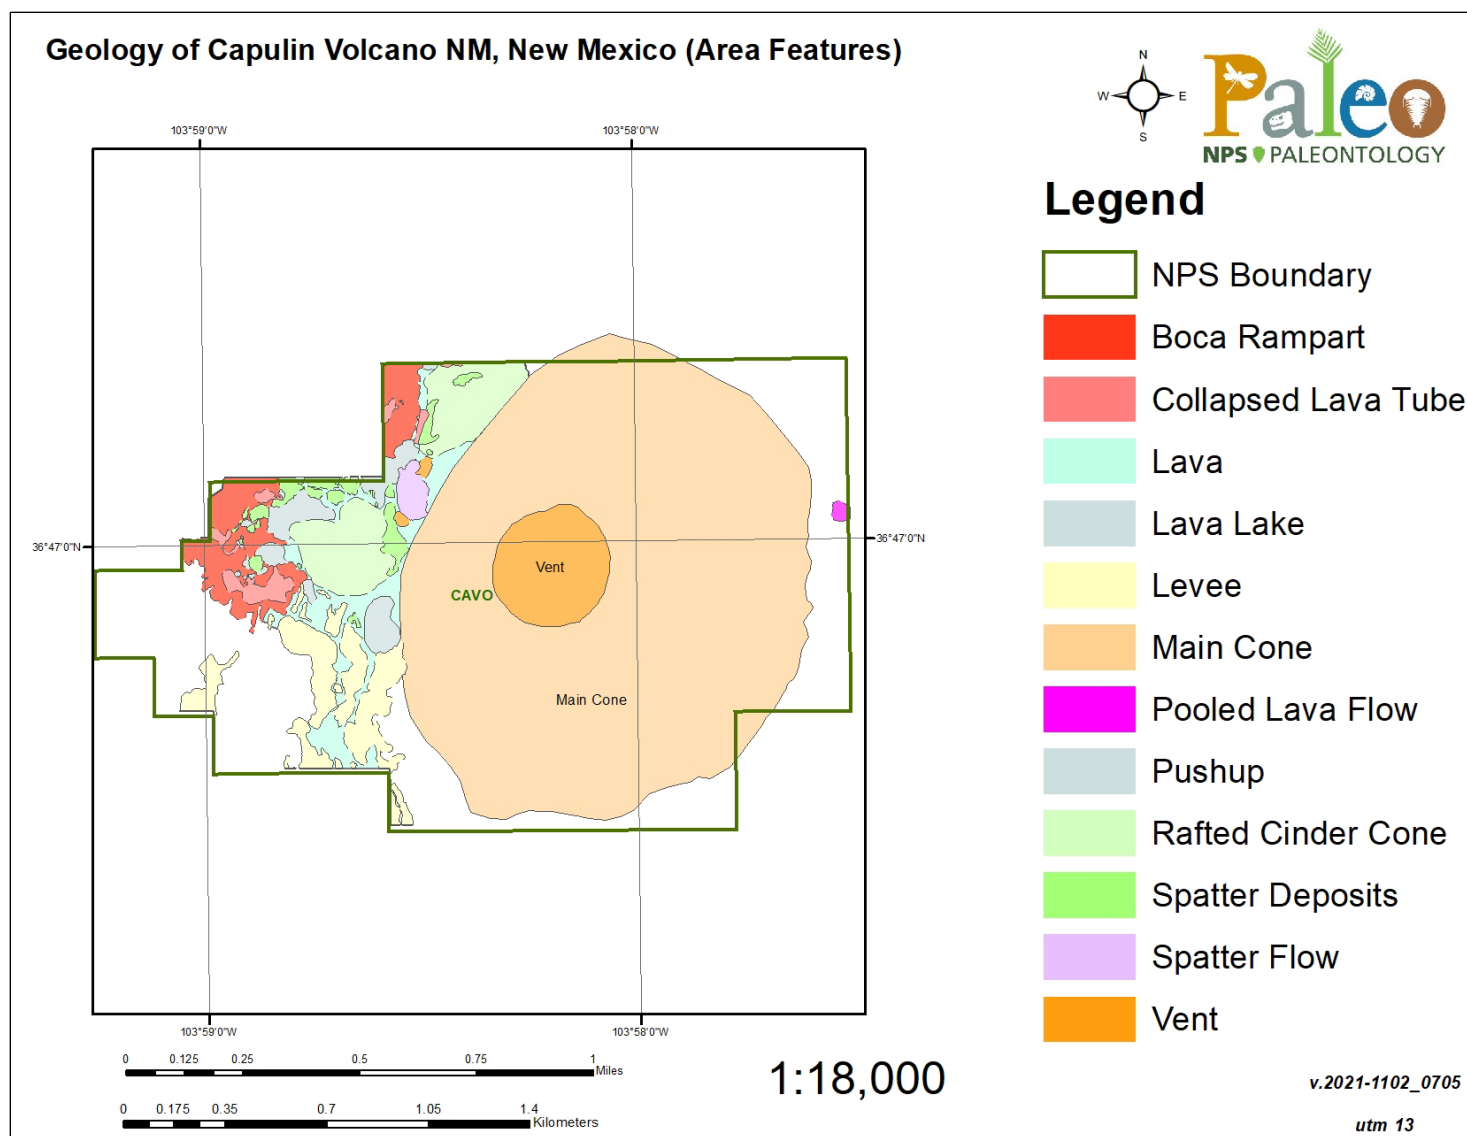 Geology of Capulin Volcano NM, New Mexico (Area Features)
N
W
E
S
Paleo
NPS PALEONTOLOGY
103°59'0"W
103°58'0"W
Legend
NPS Boundary
Boca Rampart
Collapsed Lava Tube
Lava
Lava Lake
Levee
Main Cone
Pooled Lava Flow
Pushup
Rafted Cinder Cone
Spatter Deposits
Spatter Flow
Vent
36°47'0"N
36°47'0"N
Vent
CAVO
Main Cone
103°59'0"W
103°58'0"W
0 0.125 0.25 0.5 0.75 1
Miles
0 0.175 0.35 0.7 1.05 1.4
Kilometers
1:18,000
v.2021-1102_0705
utm 13